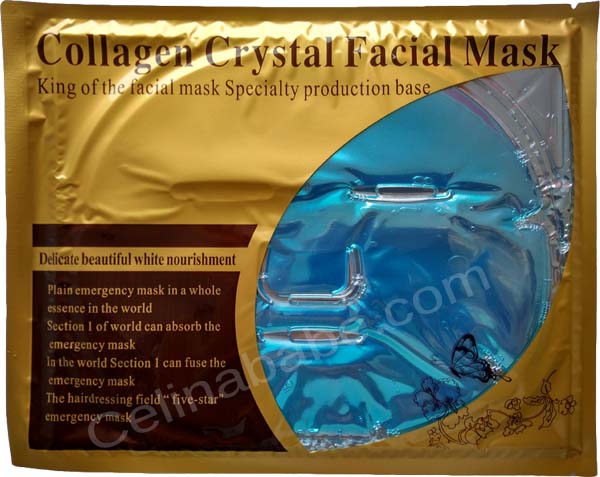 Collagen Crystal Facial Mask
King of the facial mask Specialty production base
Delicate beautiful white nourishment
Plain emergency mask in a whole
essence in the world
Section 1 of world can absorb the
emergency mask
In the world Section 1 can fuse the
emergency mask
The hairdressing field “ five-star"
emergency mask
Celinababe.com